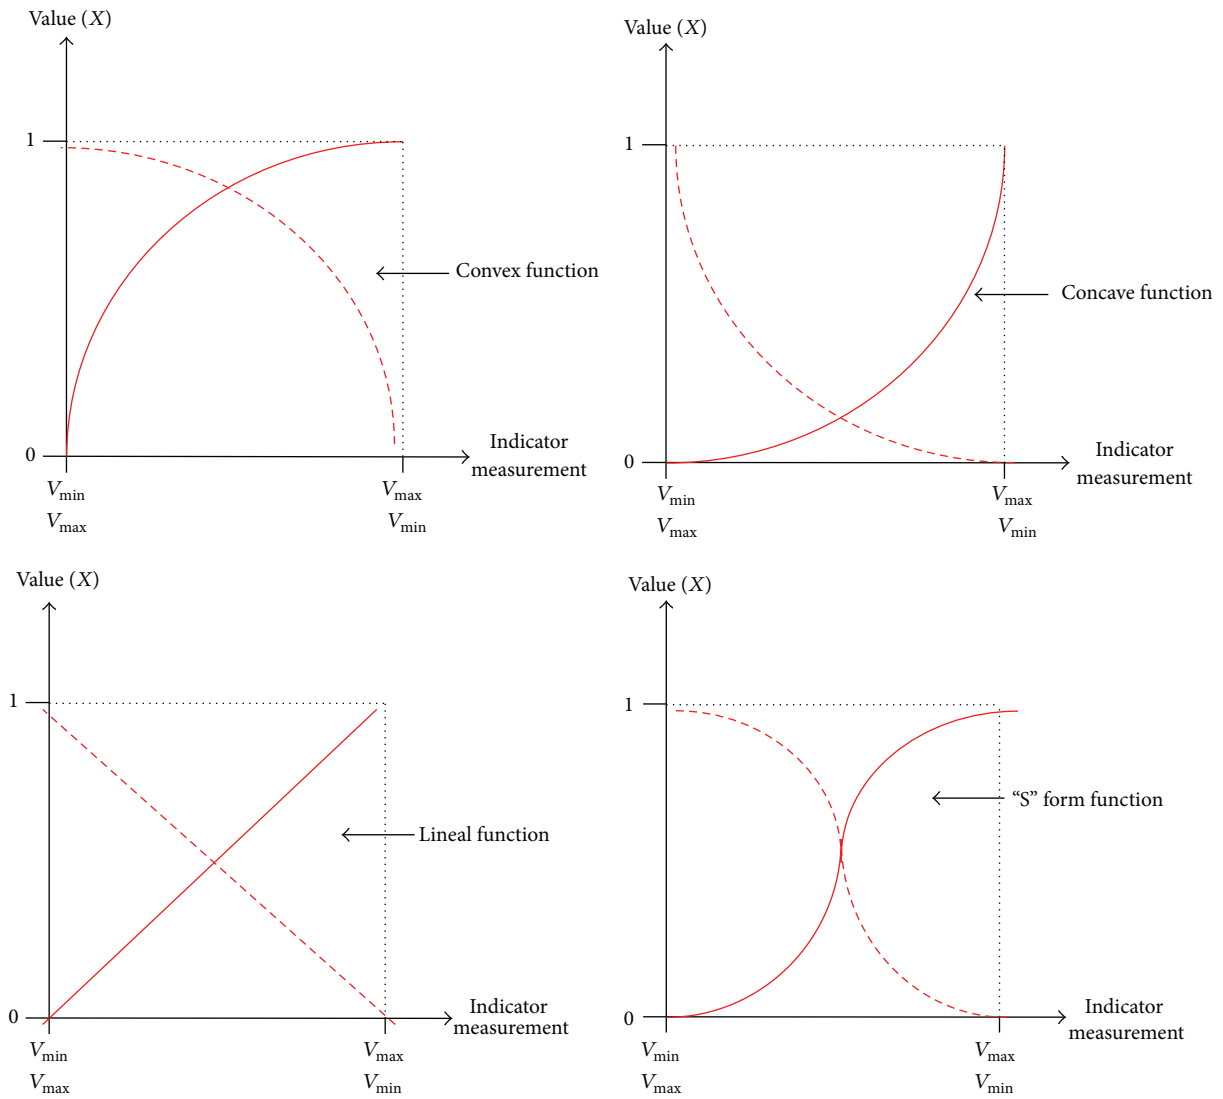 Value (X)
1
Convex function
0
Indicator
measurement
Vmin
Vmax
Vmax
Vmin
Value (X)
1
Concave function
0
Indicator
measurement
Vmin
Vmax
Vmax
Vmin
Value (X)
1
Lineal function
0
Indicator
measurement
Vmin
Vmax
Vmax
Vmin
Value (X)
1
“S” form function
0
Indicator
measurement
Vmin
Vmax
Vmax
Vmin